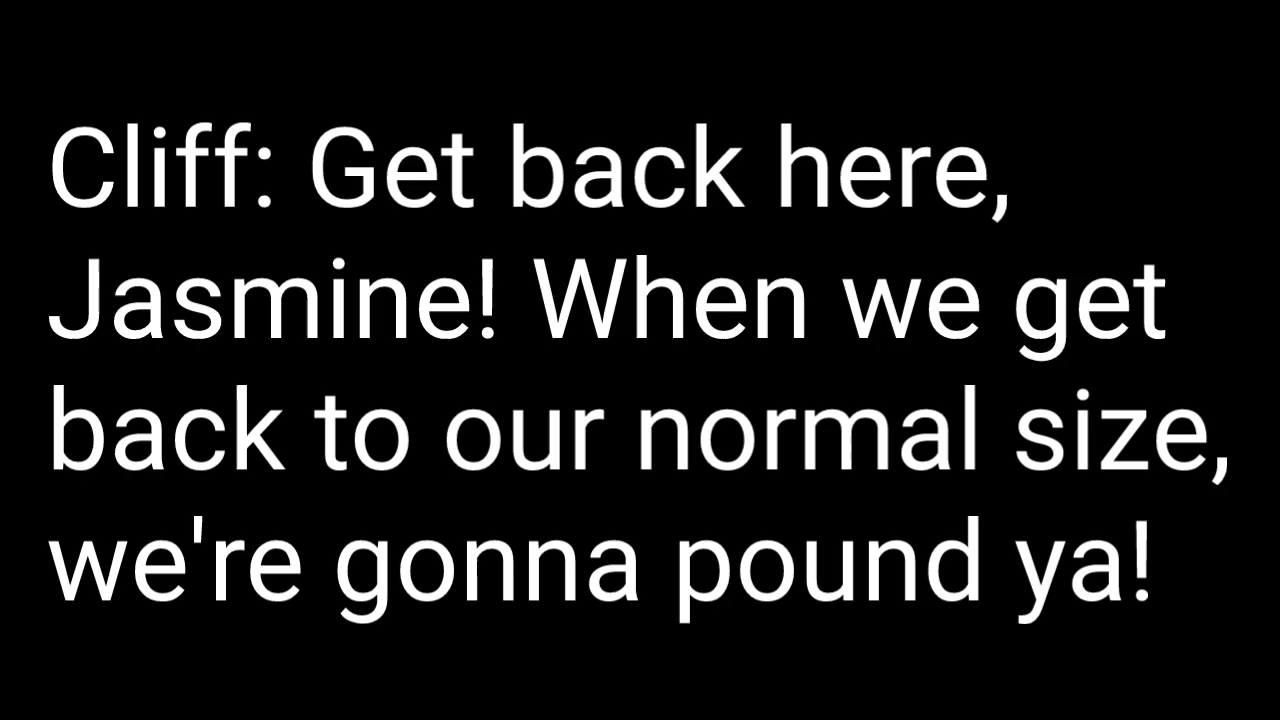 Cliff: Get back here,
Jasmine! When we get
back to our normal size,
we're gonna pound ya!